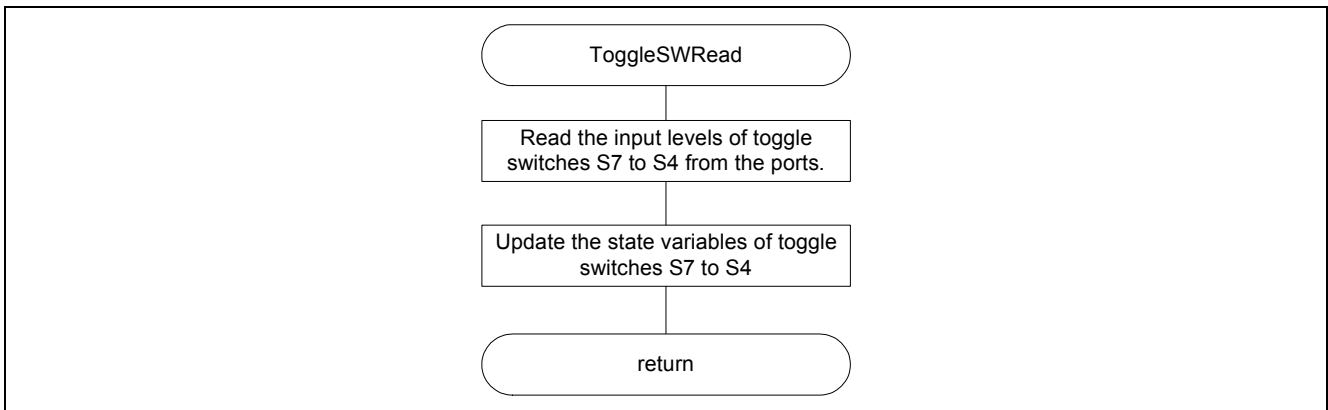 ToggleSWRead
Read the input levels of toggle
switches S7 to S4 from the ports.
Update the state variables of toggle
switches S7 to S4
return